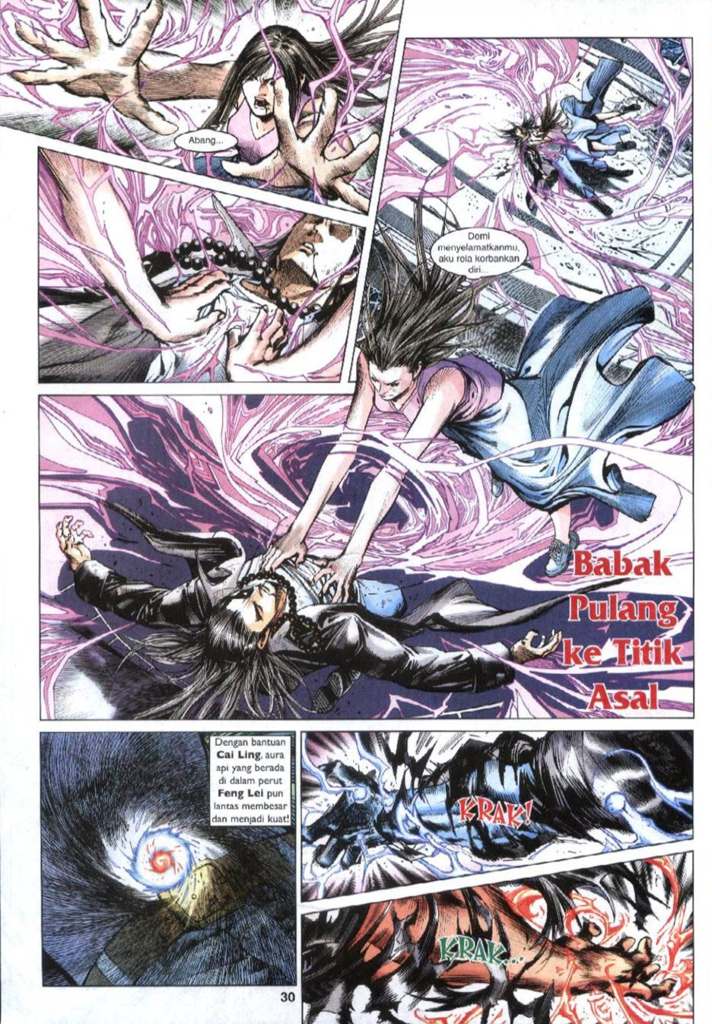 Abang...
Demi
menyelamatkanmu,
aku rela korbankan
diri...
Babak
Pulang
ke Titik
Asal
Dengan bantuan
Cai Ling, aura
api yang berada
di dalam perut
Feng Lei pun
lantas membesar
dan menjadi kuat!
KRAK!
KRAK...
30